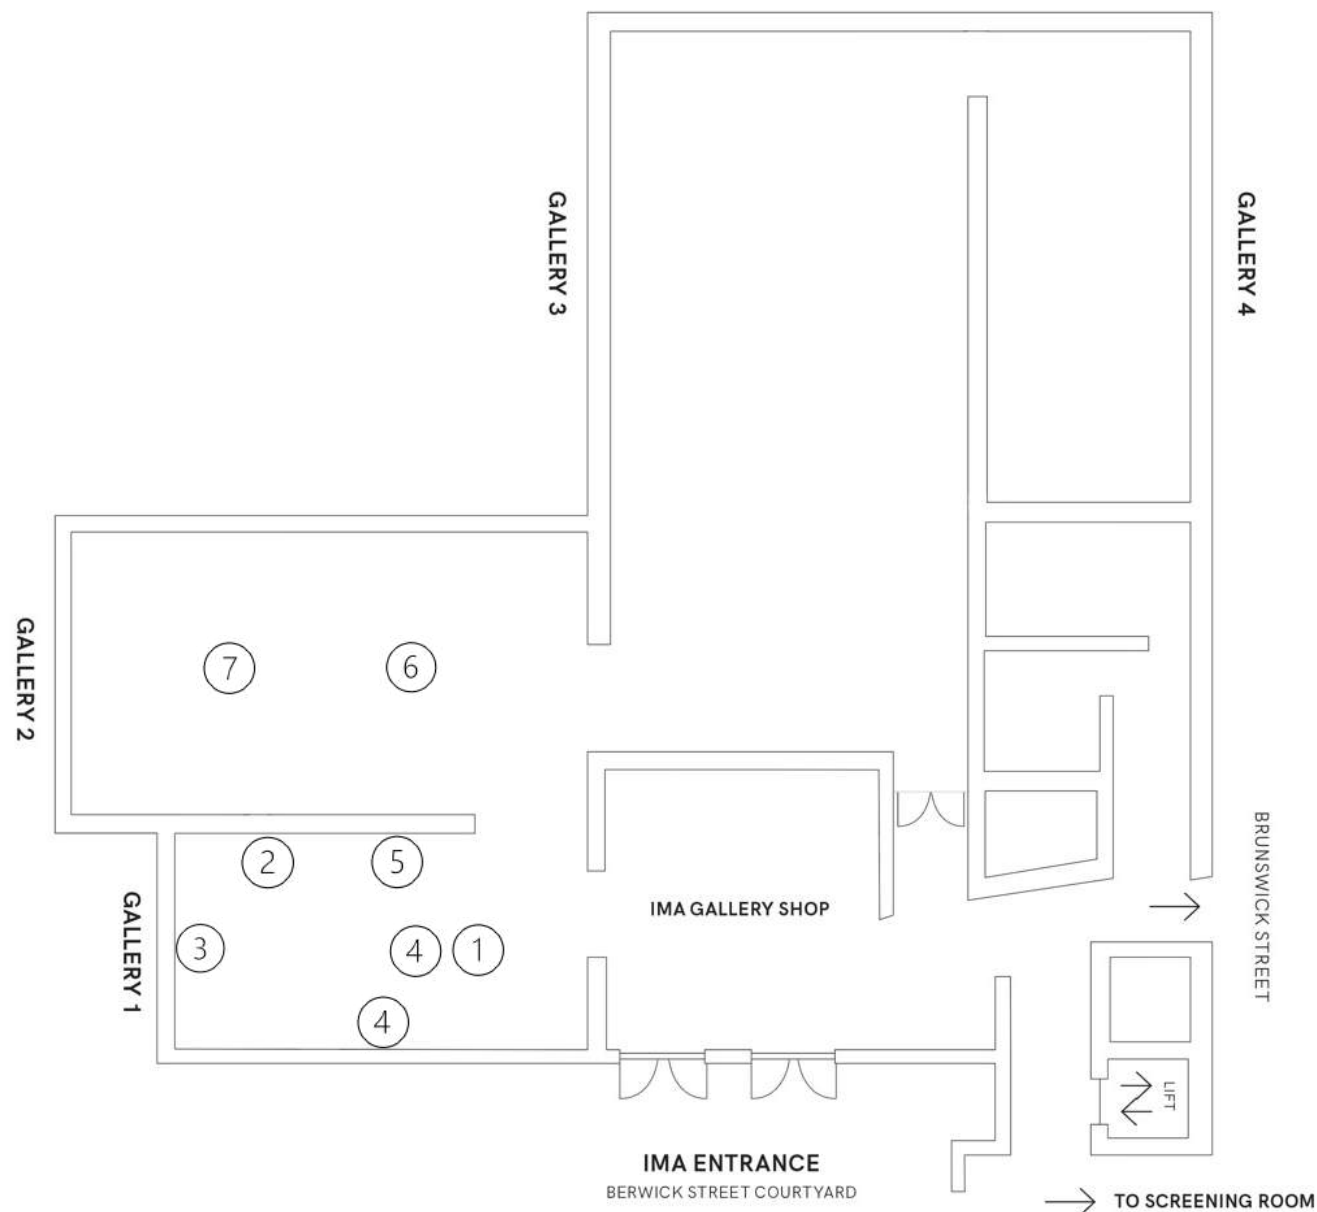 GALLERY 3
GALLERY 4
GALLERY 2
7
6
2
5
GALLERY 1
3
4
1
4
IMA GALLERY SHOP
BRUNSWICK STREET
LIFT
IMA ENTRANCE
BERWICK STREET COURTYARD
TO SCREENING ROOM